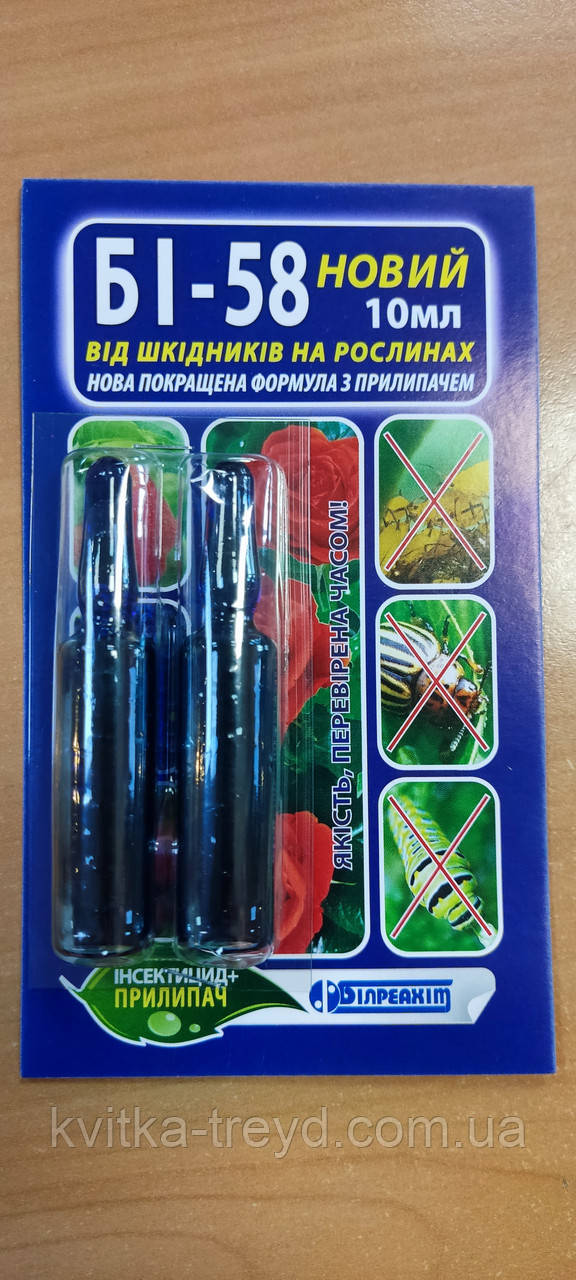 БІ-58 НОВИЙ
10мл
ВІД ШКІДНИКІВ НА РОСЛИНАХ
НОВА ПОКРАЩЕНА ФОРМУЛА З ПРИЛИПАЧЕМ
ЯКІСТЬ, ПЕРЕВІРЕНА ЧАСОМ!
ІНСЕКТИЦИД+
ПРИЛИПАЧ
БІЛРЕАХІМ
kvitka-treyd.com.ua